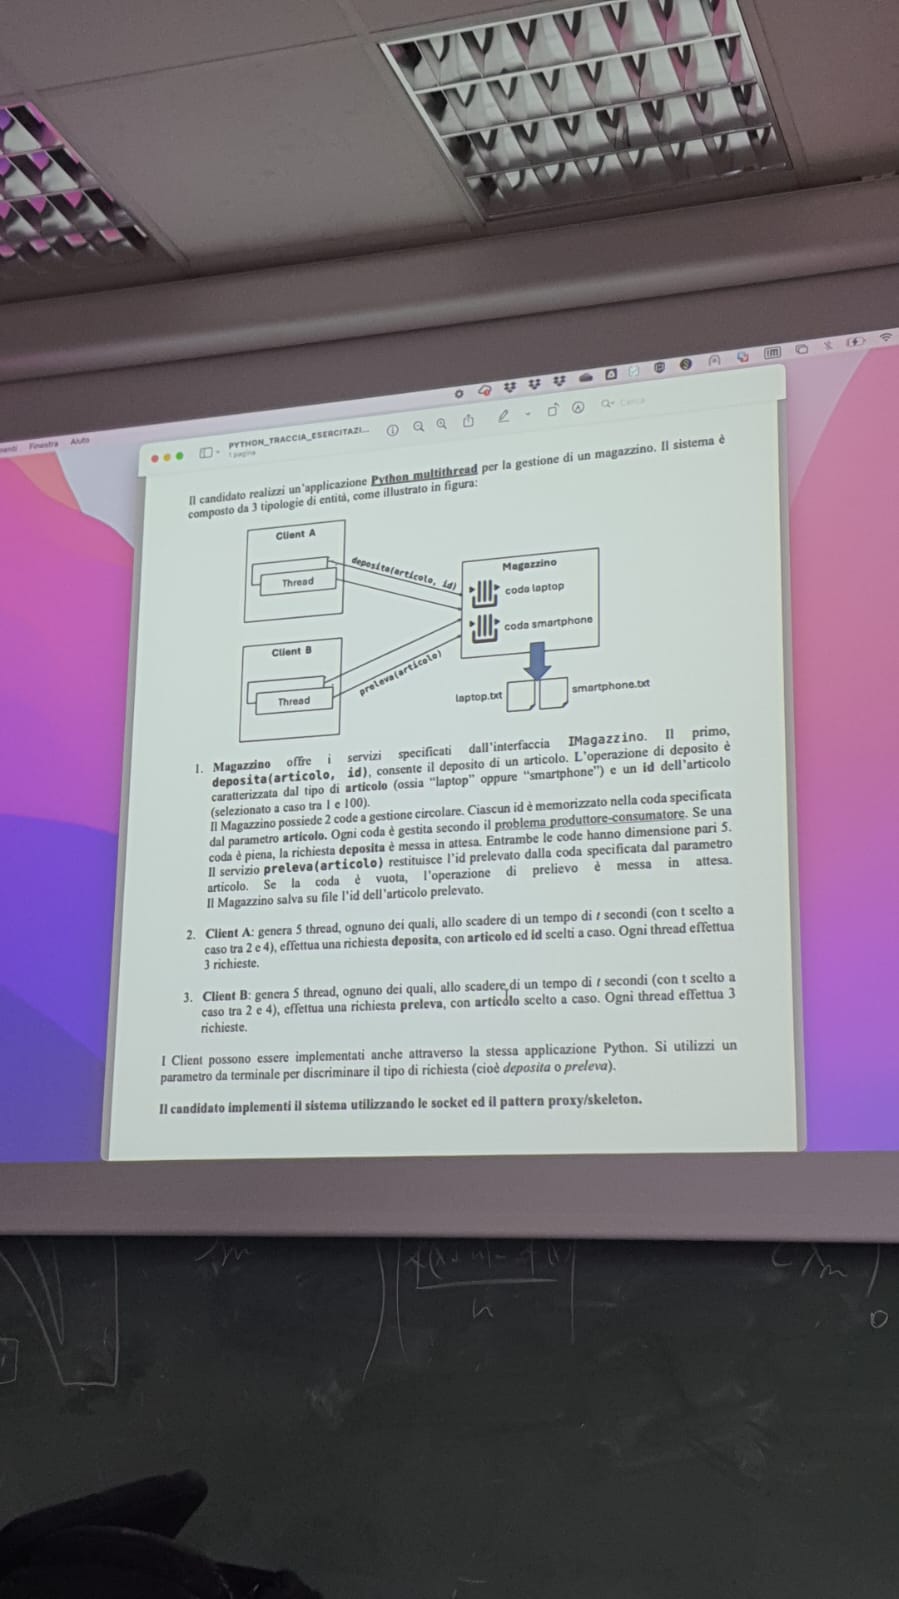 Finestra Aiuto
PYTHON_TRACCIA_ESERCITAZI...
1 pagina
Cerca
Il candidato realizzi un'applicazione Python multithread per la gestione di un magazzino. Il sistema è
composto da 3 tipologie di entità, come illustrato in figura:
Client A
Thread
deposita(articolo, id)
Magazzino
coda laptop
coda smartphone
Client B
Thread
preleva(articolo)
laptop.txt
smartphone.txt
1. Magazzino offre i servizi specificati dall'interfaccia IMagazzino. Il primo,
deposita(articolo, id), consente il deposito di un articolo. L'operazione di deposito è
caratterizzata dal tipo di articolo (ossia "laptop" oppure "smartphone") e un id dell'articolo
(selezionato a caso tra 1 e 100).
Il Magazzino possiede 2 code a gestione circolare. Ciascun id è memorizzato nella coda specificata
dal parametro articolo. Ogni coda è gestita secondo il problema produttore-consumatore. Se una
coda è piena, la richiesta deposita è messa in attesa. Entrambe le code hanno dimensione pari 5.
Il servizio preleva(articolo) restituisce l'id prelevato dalla coda specificata dal parametro
articolo. Se la coda è vuota, l'operazione di prelievo è messa in attesa.
Il Magazzino salva su file l'id dell'articolo prelevato.
2. Client A: genera 5 thread, ognuno dei quali, allo scadere di un tempo di t secondi (con t scelto a
caso tra 2 e 4), effettua una richiesta deposita, con articolo ed id scelti a caso. Ogni thread effettua
3 richieste.
3. Client B: genera 5 thread, ognuno dei quali, allo scadere di un tempo di t secondi (con t scelto a
caso tra 2 e 4), effettua una richiesta preleva, con articolo scelto a caso. Ogni thread effettua 3
richieste.
I Client possono essere implementati anche attraverso la stessa applicazione Python. Si utilizzi un
parametro da terminale per discriminare il tipo di richiesta (cioè deposita o preleva).
Il candidato implementi il sistema utilizzando le socket ed il pattern proxy/skeleton.